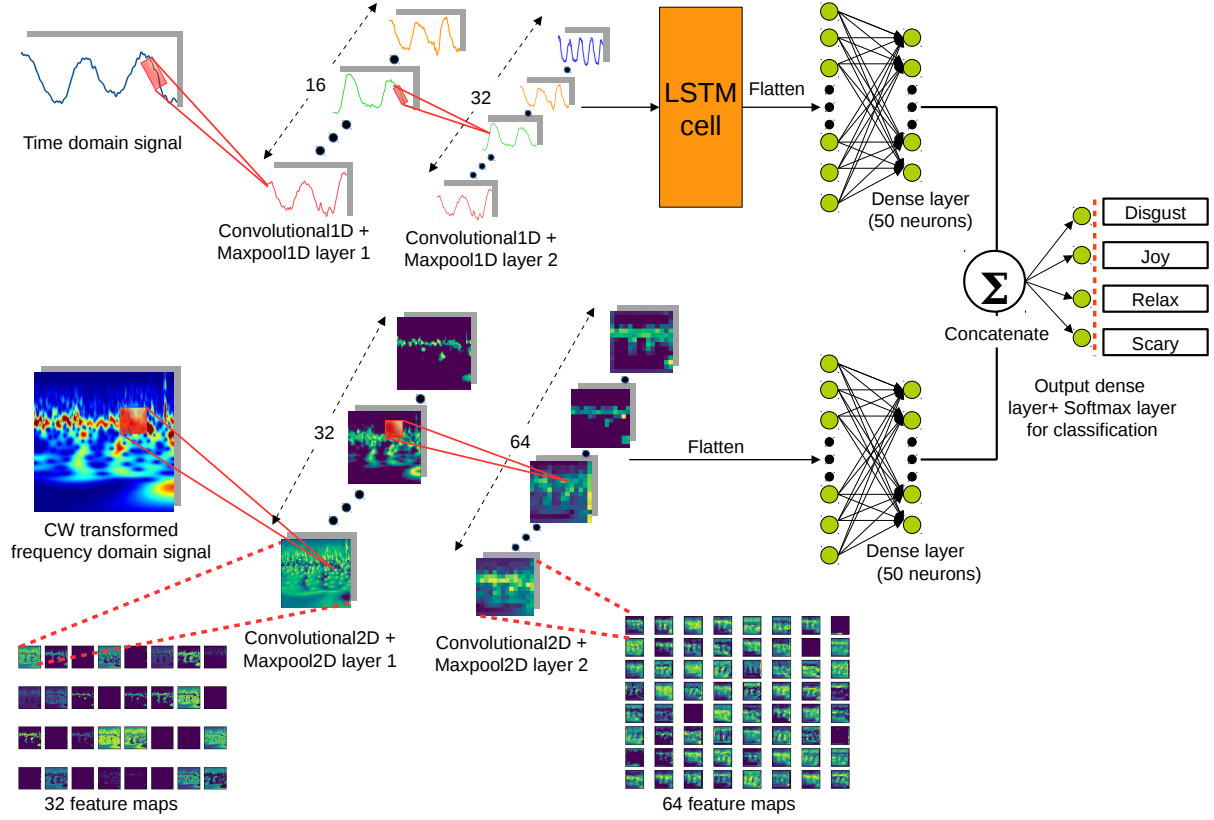 Time domain signal
16
Convolutional1D +
Maxpool1D layer 1
32
Convolutional1D +
Maxpool1D layer 2
LSTM
cell
Flatten
Dense layer
(50 neurons)
Σ
Concatenate
Disgust
Joy
Relax
Scary
Output dense
layer+ Softmax layer
for classification
CW transformed
frequency domain signal
32
Convolutional2D +
Maxpool2D layer 1
64
Convolutional2D +
Maxpool2D layer 2
Flatten
Dense layer
(50 neurons)
32 feature maps
64 feature maps